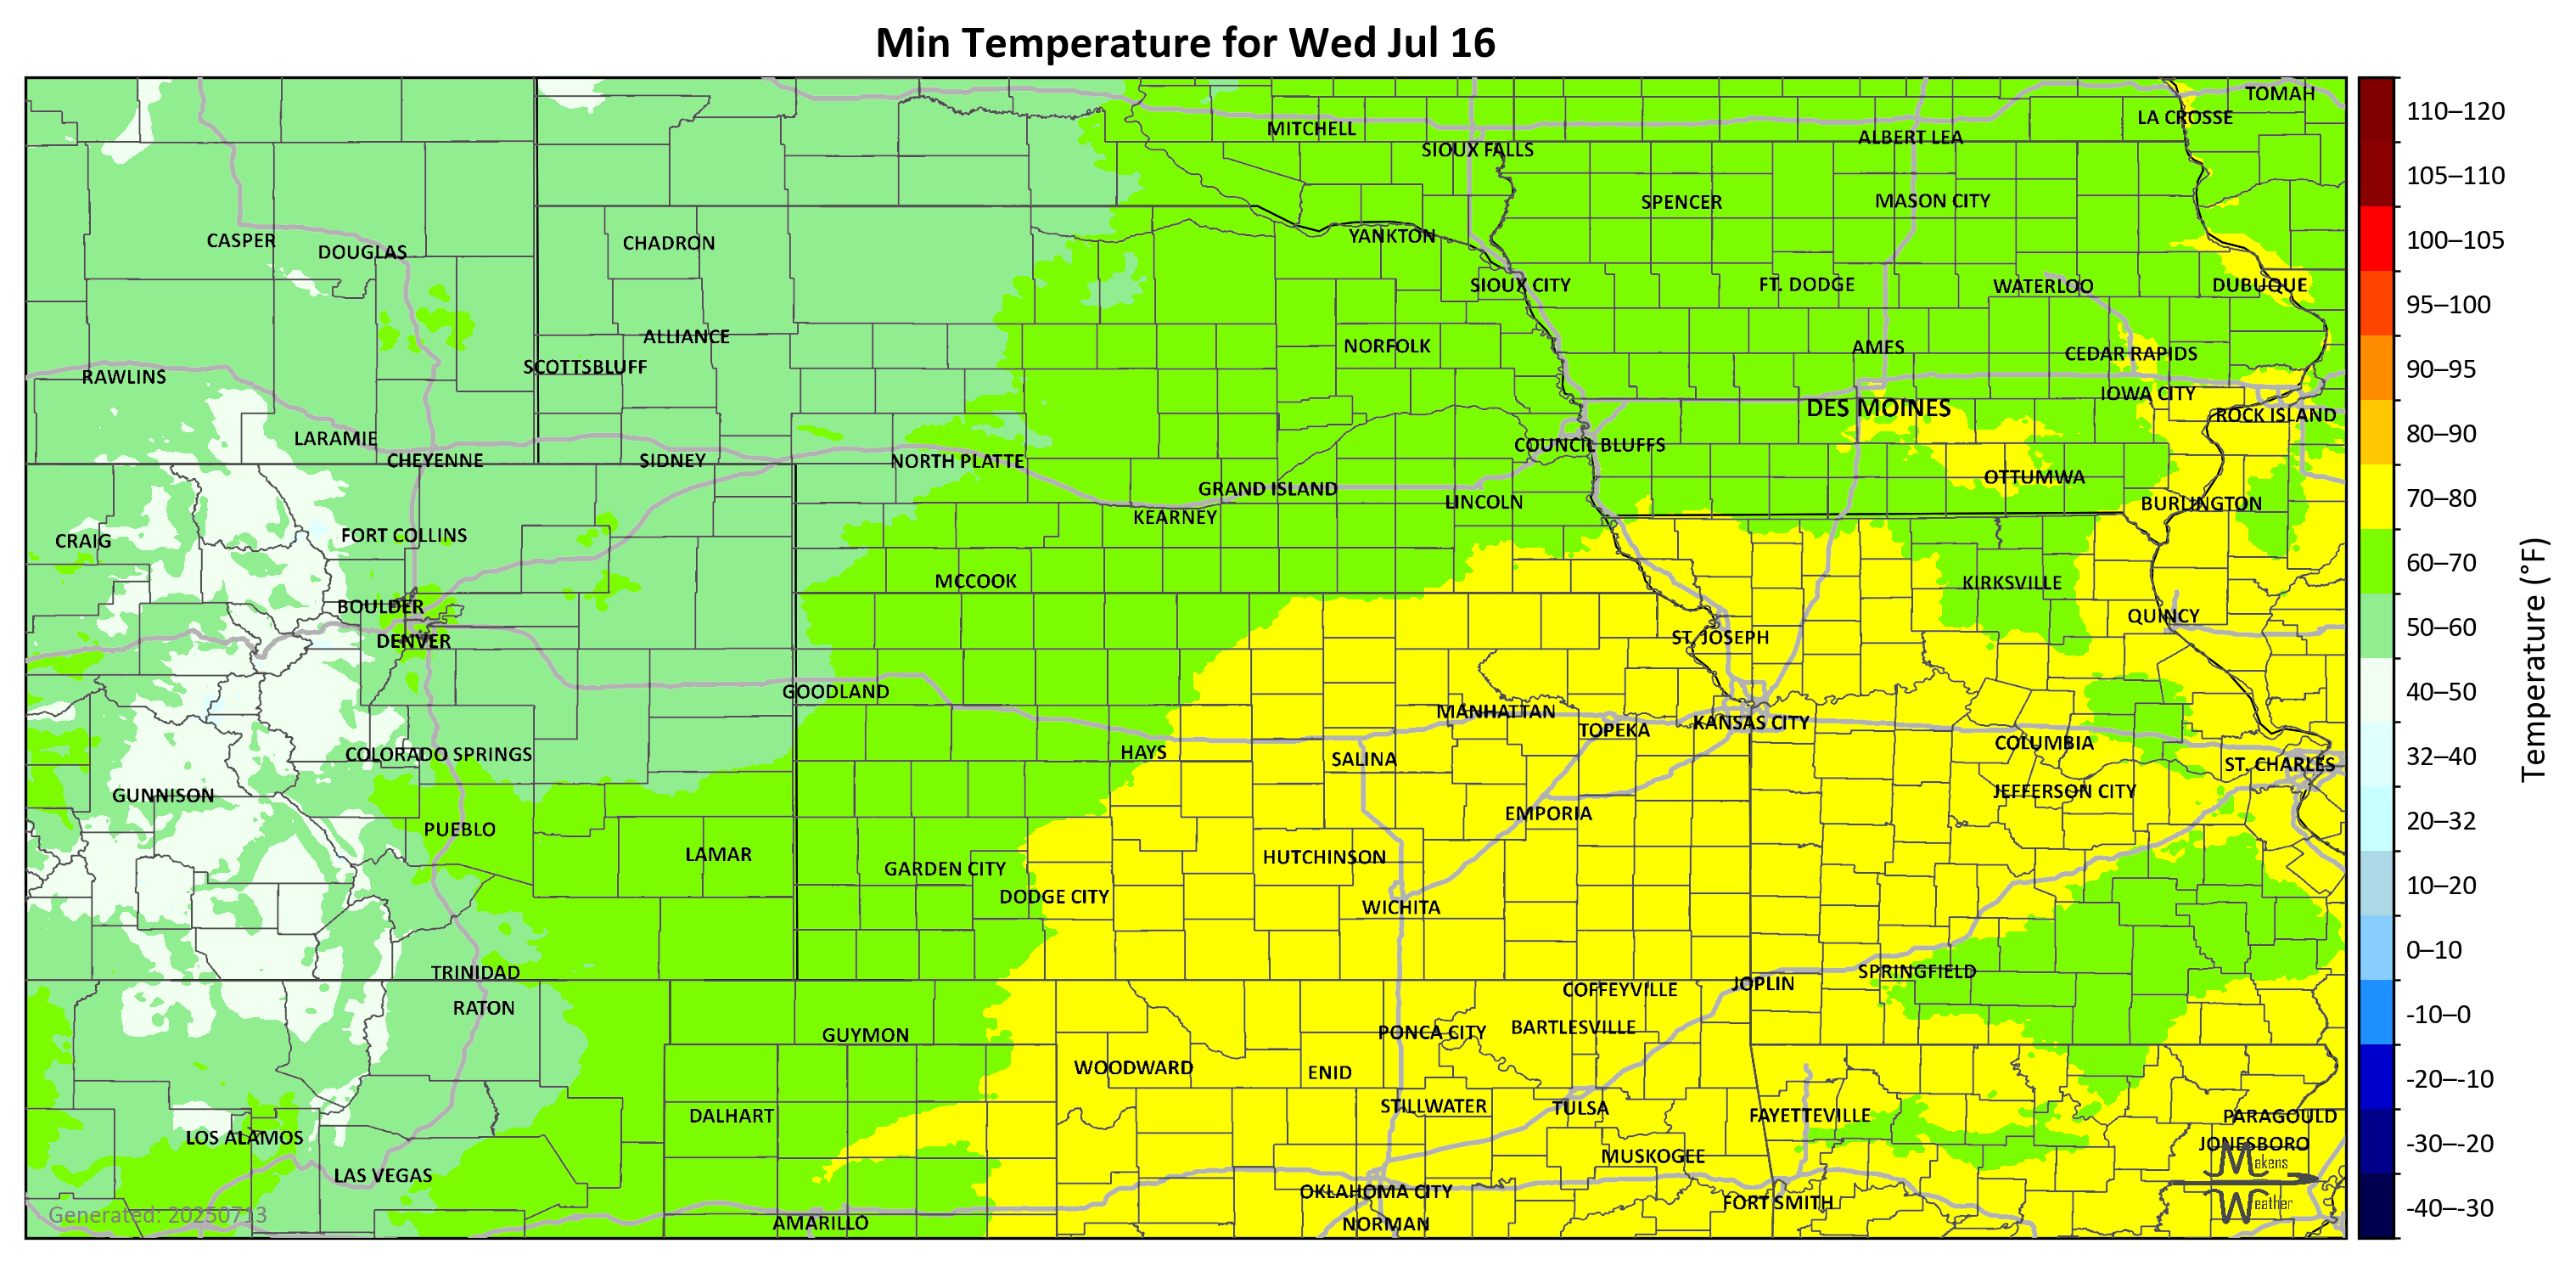 Min Temperature for Wed Jul 16
TOMAH
LA CROSSE
MITCHELL
ALBERT LEA
SIOUX FALLS
SPENCER
MASON CITY
CASPER
DOUGLAS
CHADRON
YANKTON
SIOUX CITY
FT. DODGE
WATERLOO
DUBUQUE
ALLIANCE
NORFOLK
AMES
CEDAR RAPIDS
SCOTTSBLUFF
RAWLINS
IOWA CITY
DES MOINES
ROCK ISLAND
LARAMIE
COUNCIL BLUFFS
CHEYENNE
SIDNEY
NORTH PLATTE
OTTUMWA
GRAND ISLAND
LINCOLN
BURLINGTON
KEARNEY
FORT COLLINS
CRAIG
MCCOOK
KIRKSVILLE
BOULDER
QUINCY
DENVER
ST. JOSEPH
GOODLAND
MANHATTAN
KANSAS CITY
TOPEKA
COLUMBIA
COLORADO SPRINGS
HAYS
SALINA
ST. CHARLES
GUNNISON
JEFFERSON CITY
EMPORIA
PUEBLO
LAMAR
HUTCHINSON
GARDEN CITY
DODGE CITY
WICHITA
TRINIDAD
SPRINGFIELD
JOPLIN
COFFEYVILLE
RATON
GUYMON
PONCA CITY
BARTLESVILLE
WOODWARD
ENID
STILLWATER
TULSA
DALHART
FAYETTEVILLE
PARAGOULD
LOS ALAMOS
JONESBORO
MUSKOGEE
LAS VEGAS
OKLAHOMA CITY
FORT SMITH
AMARILLO
NORMAN
Generated: 20250713
Makens
Weather
110–120
105–110
100–105
95–100
90–95
80–90
70–80
60–70
50–60
40–50
32–40
20–32
10–20
0–10
-10–0
-20–-10
-30–-20
-40–-30
Temperature (°F)